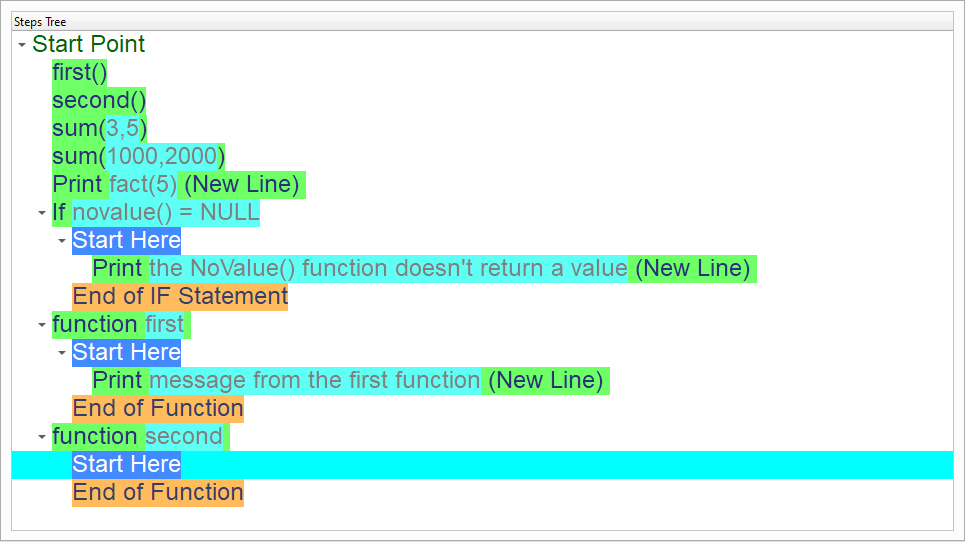 Steps Tree
Start Point
first()
second()
sum(3,5)
sum(1000,2000)
Print fact(5) (New Line)
If novalue() = NULL
Start Here
Print the NoValue() function doesn't return a value (New Line)
End of IF Statement
function first
Start Here
Print message from the first function (New Line)
End of Function
function second
Start Here
End of Function